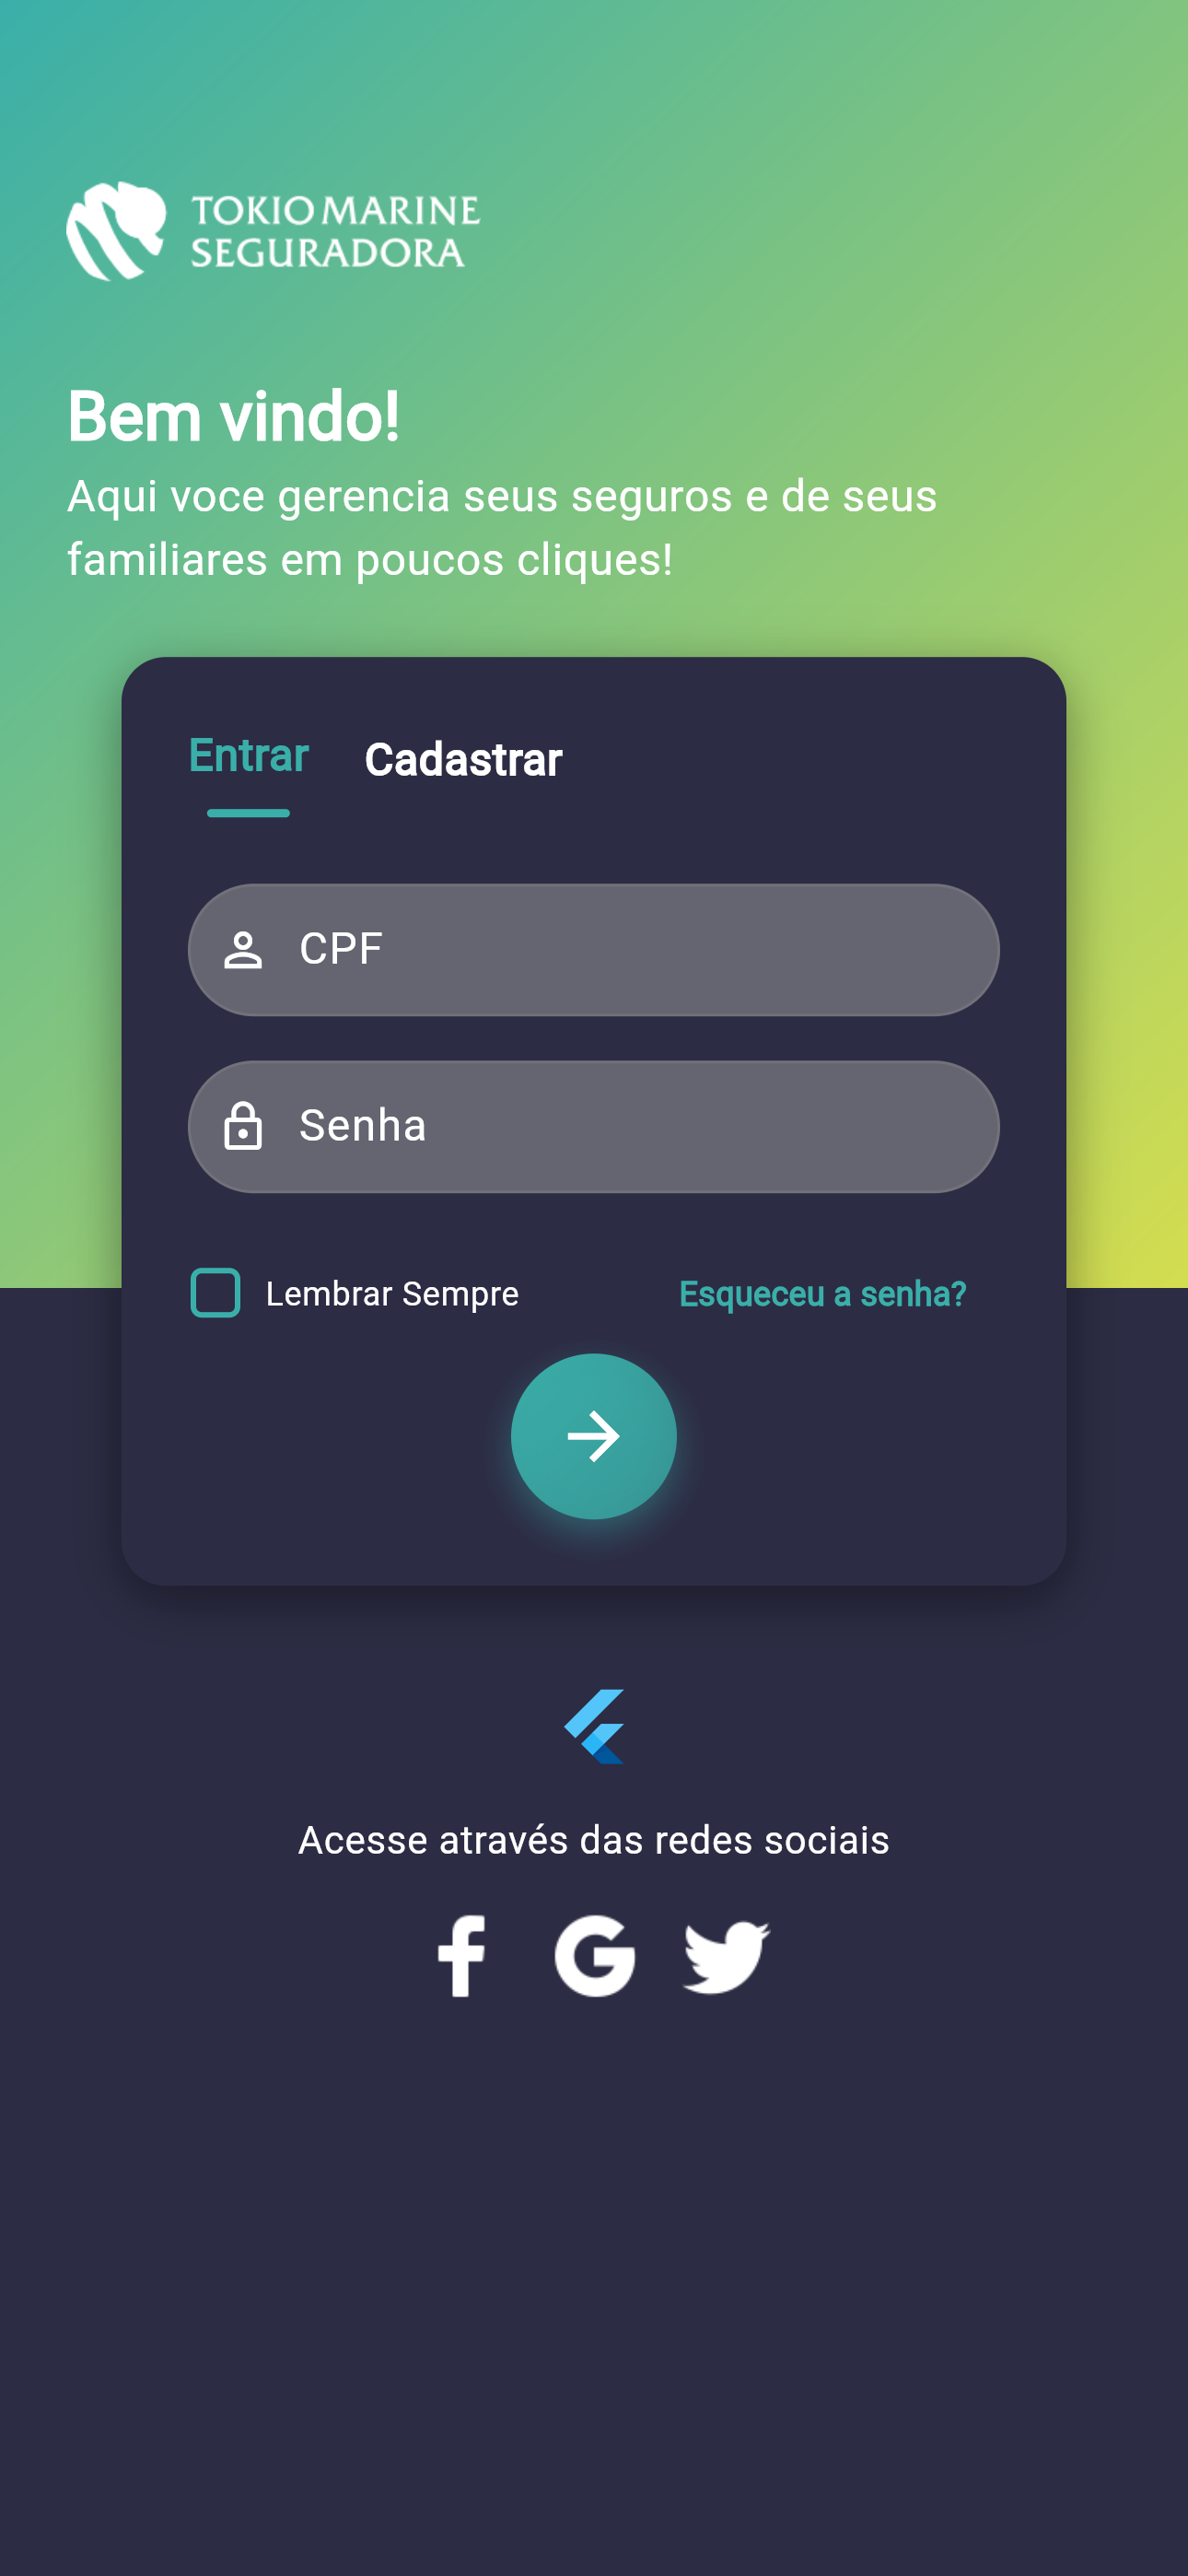 TOKIO MARINE
SEGURADORA
Bem vindo!
Aqui voce gerencia seus seguros e de seus
familiares em poucos cliques!
Entrar Cadastrar
CPF
Senha
Lembrar Sempre Esqueceu a senha?
Acesse através das redes sociais